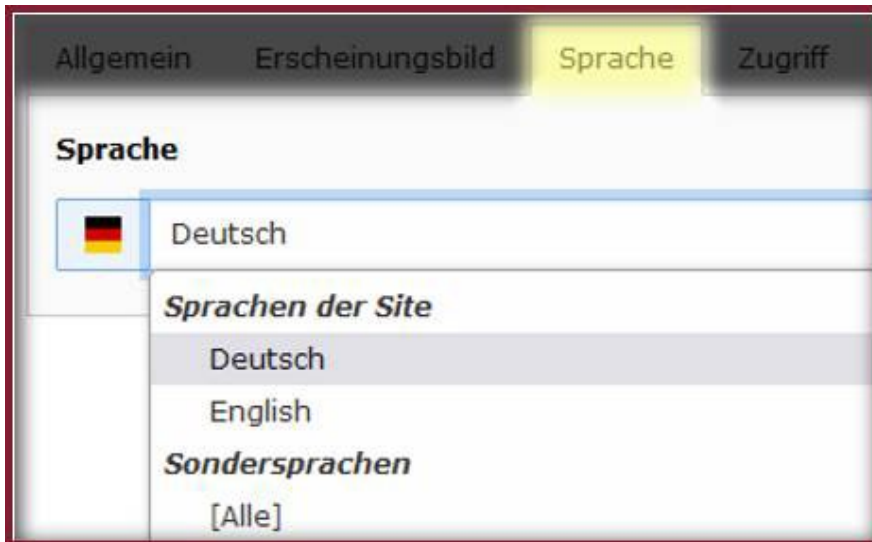 Allgemein Erscheinungsbild Sprache Zugriff
Sprache
Deutsch
Sprachen der Site
Deutsch
English
Sondersprachen
[Alle]